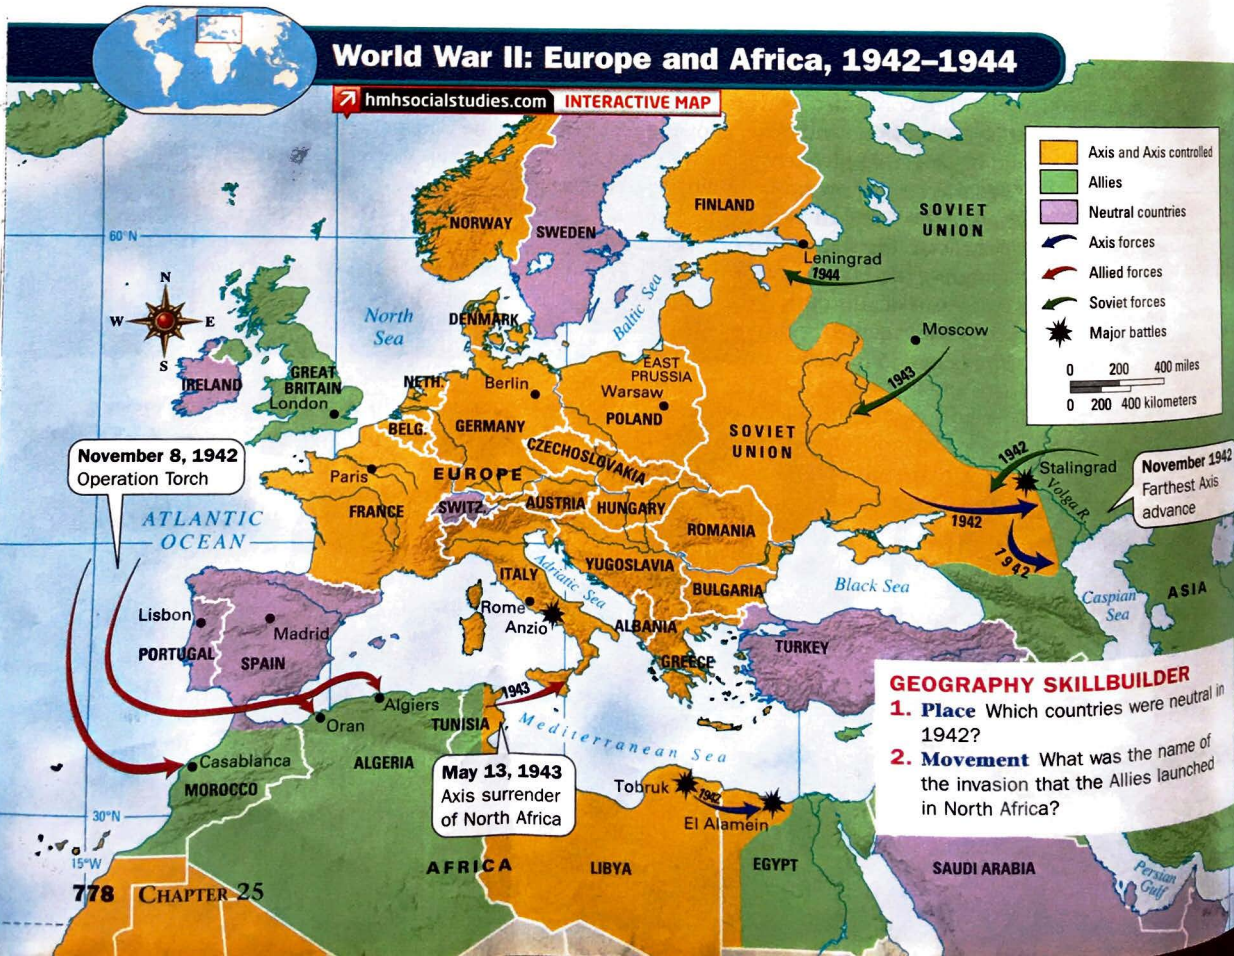 World War II: Europe and Africa, 1942–1944
hmhsocialstudies.com INTERACTIVE MAP
Axis and Axis controlled
Allies
Neutral countries
Axis forces
Allied forces
Soviet forces
Major battles
0 200 400 miles
0 200 400 kilometers
60°N
N
W E
S
NORWAY
SWEDEN
FINLAND
SOVIET
UNION
Leningrad
1944
North
Sea
Baltic Sea
DENMARK
Moscow
1943
IRELAND
GREAT
BRITAIN
London
NETH.
Berlin
EAST
PRUSSIA
Warsaw
POLAND
BELG.
GERMANY
SOVIET
UNION
CZECHOSLOVAKIA
November 8, 1942
Operation Torch
Paris
EUROPE
FRANCE
SWITZ.
AUSTRIA
HUNGARY
ROMANIA
1942
Stalingrad
Volga R.
November 1942
Farthest Axis
advance
1942
1942
ATLANTIC
OCEAN
ITALY
Adriatic Sea
YUGOSLAVIA
BULGARIA
Black Sea
Caspian
Sea
ASIA
Lisbon
Madrid
PORTUGAL
SPAIN
Rome
Anzio
ALBANIA
GREECE
TURKEY
Algiers
Oran
TUNISIA
1943
Mediterranean Sea
Casablanca
MOROCCO
ALGERIA
May 13, 1943
Axis surrender
of North Africa
Tobruk
1942
El Alamein
30°N
15°W
AFRICA
LIBYA
EGYPT
SAUDI ARABIA
Persian
Gulf
GEOGRAPHY SKILLBUILDER
1. Place Which countries were neutral in
1942?
2. Movement What was the name of
the invasion that the Allies launched
in North Africa?
778 CHAPTER 25